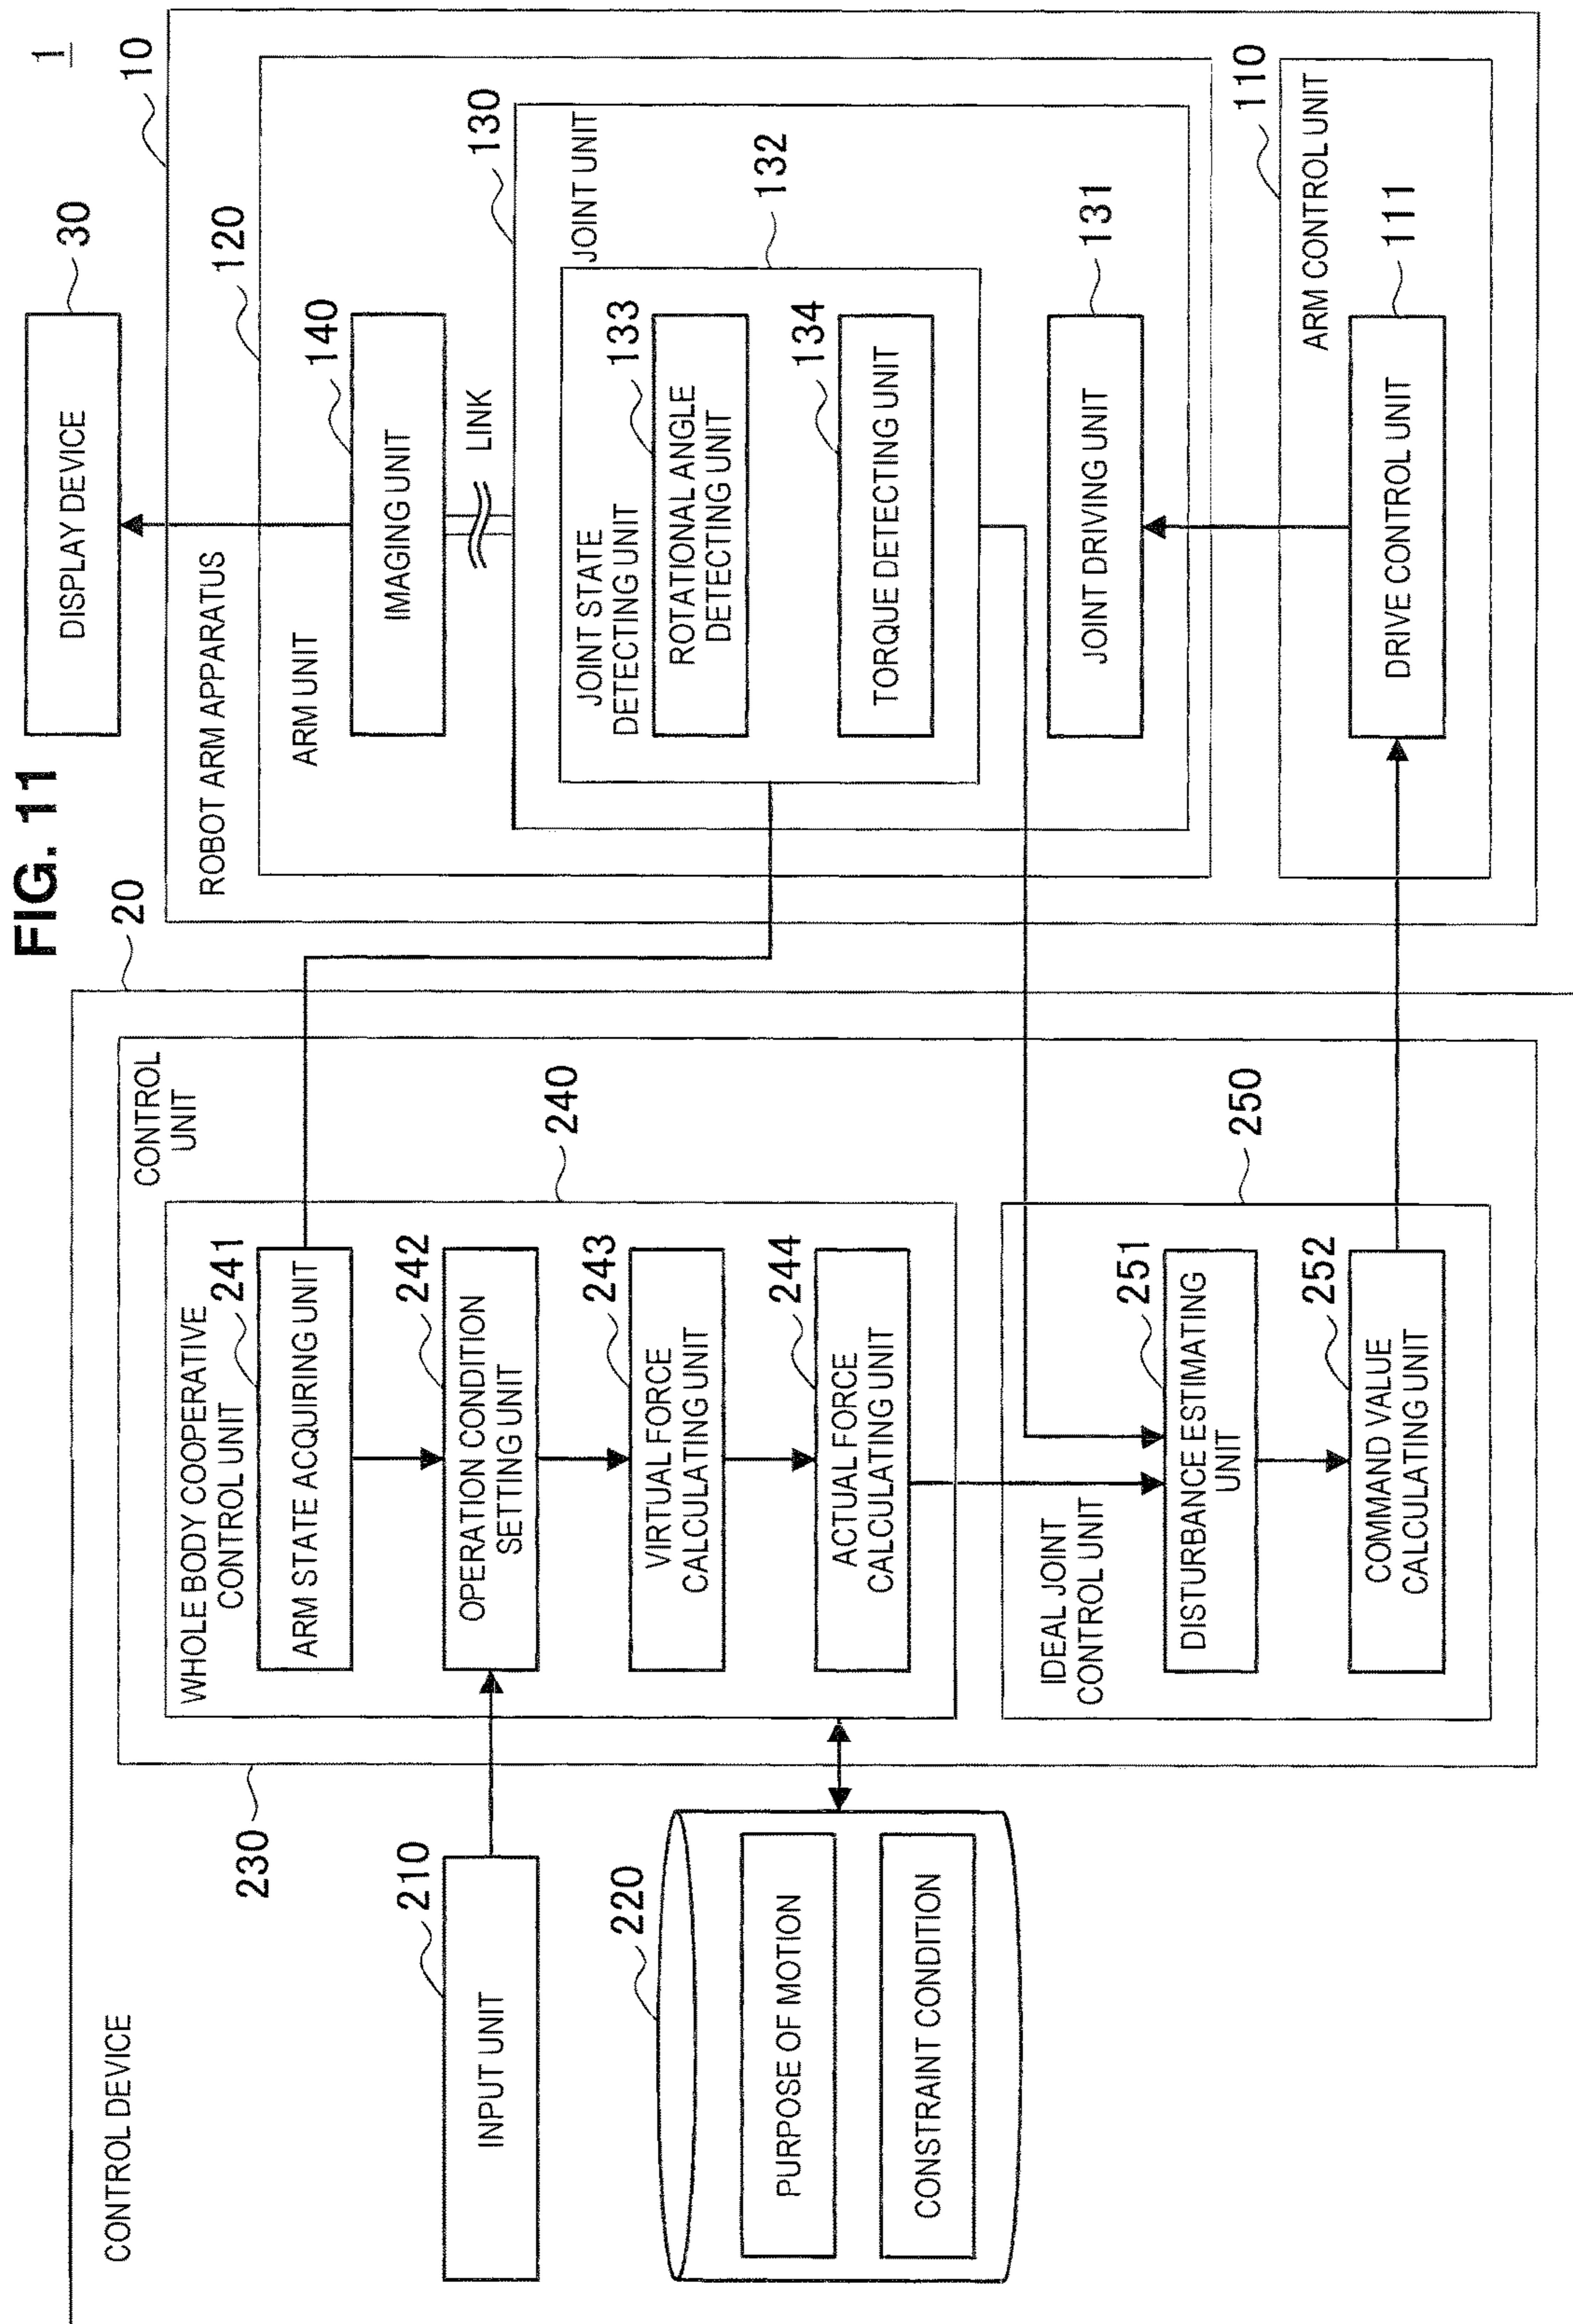 FIG. 11
1
CONTROL DEVICE
20
230
CONTROL
UNIT
WHOLE BODY COOPERATIVE
CONTROL UNIT
240
241
ARM STATE ACQUIRING UNIT
210
INPUT UNIT
242
OPERATION CONDITION
SETTING UNIT
243
VIRTUAL FORCE
CALCULATING UNIT
244
ACTUAL FORCE
CALCULATING UNIT
220
PURPOSE OF MOTION
CONSTRAINT CONDITION
IDEAL JOINT
CONTROL UNIT
250
251
DISTURBANCE ESTIMATING
UNIT
252
COMMAND VALUE
CALCULATING UNIT
DISPLAY DEVICE
30
10
ROBOT ARM APPARATUS
120
ARM UNIT
140
IMAGING UNIT
LINK
130
JOINT UNIT
JOINT STATE
DETECTING UNIT
132
133
ROTATIONAL ANGLE
DETECTING UNIT
134
TORQUE DETECTING UNIT
131
JOINT DRIVING UNIT
110
ARM CONTROL UNIT
111
DRIVE CONTROL UNIT